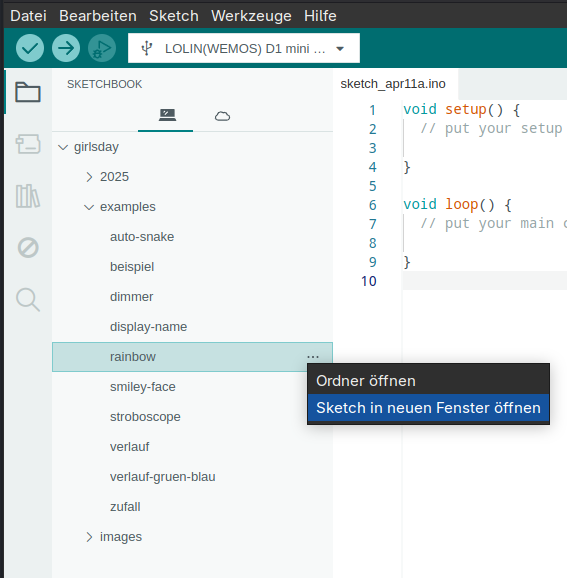 Datei Bearbeiten Sketch Werkzeuge Hilfe
LOLIN(WEMOS) D1 mini ...
SKETCHBOOK
girlsday
2025
examples
auto-snake
beispiel
dimmer
display-name
rainbow
smiley-face
stroboscope
verlauf
verlauf-gruen-blau
zufall
images
sketch_apr11a.ino
1 void setup() {
2 // put your setup
3
4 }
5
6 void loop() {
7 // put your main
8
9 }
10
Ordner öffnen
Sketch in neuen Fenster öffnen